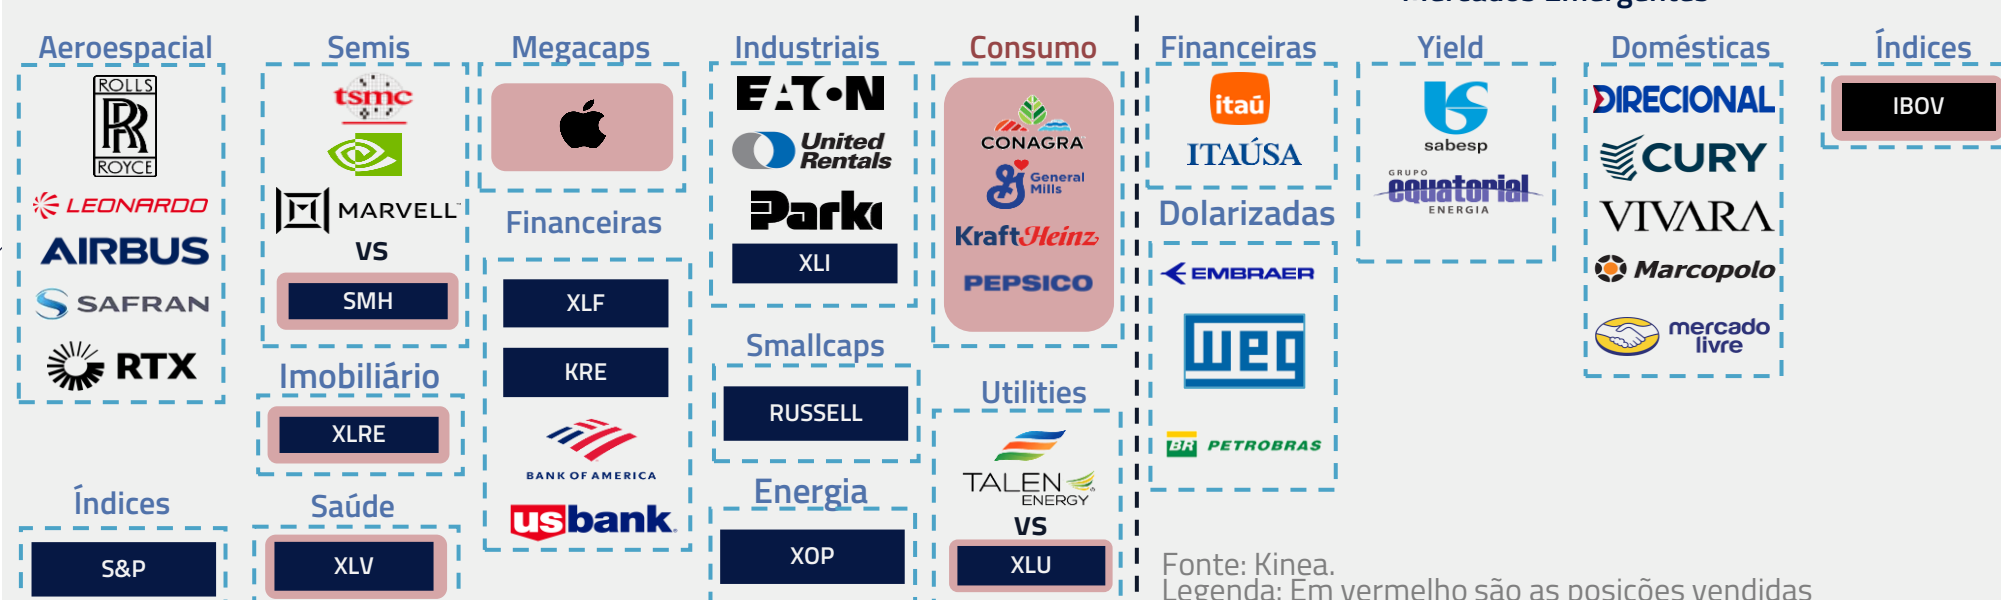 Mercados Emergentes
Aeroespacial
ROLLS
RR
ROYCE
LEONARDO
AIRBUS
SAFRAN
RTX
Índices
S&P
Semis
tsmc
MARVELL
VS
SMH
Imobiliário
XLRE
Saúde
XLV
Megacaps
Financeiras
XLF
KRE
BANK OF AMERICA
usbank.
Industriais
EATON
United
Rentals
XLI
Smallcaps
RUSSELL
Energia
XOP
Consumo
CONAGRA
G
General
Mills
KraftHeinz
PEPSICO
Utilities
TALEN
ENERGY
VS
XLU
Financeiras
itaú
ITAÚSA
Dolarizadas
EMBRAER
weg
BR PETROBRAS
Yield
sabesp
GRUPO
equatorial
ENERGIA
Domésticas
DIRECIONAL
CURY
VIVARA
Marcopolo
mercado
livre
Índices
IBOV
Fonte: Kinea.
Legenda: Em vermelho são as posições vendidas